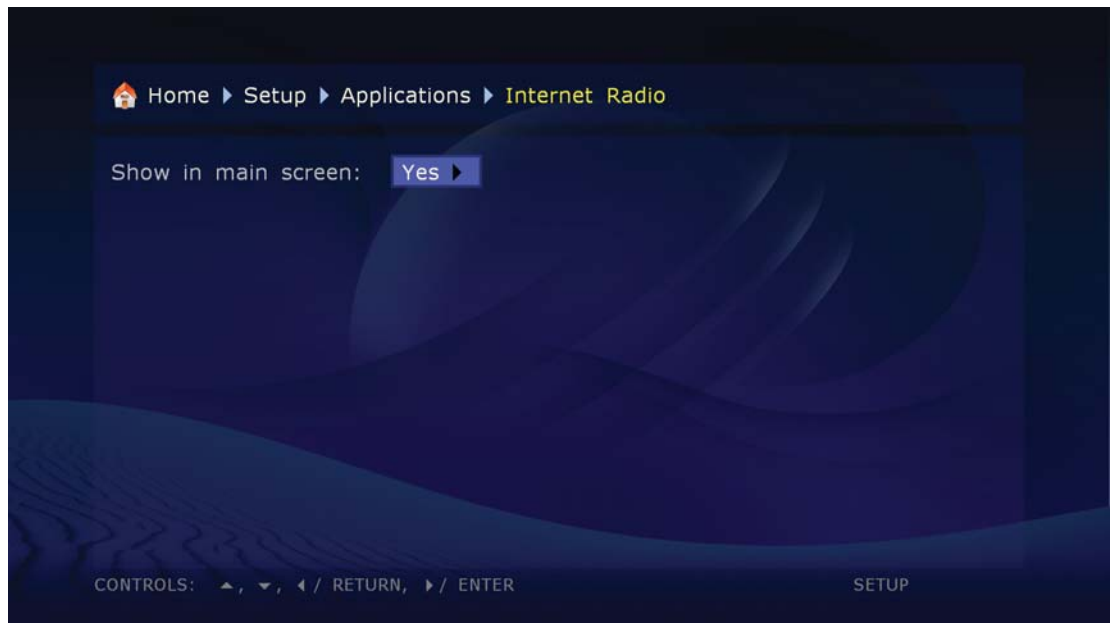 Home ▶ Setup ▶ Applications ▶ Internet Radio
Show in main screen: Yes ▶
CONTROLS: ▲, ▼, ◀ / RETURN, ▶ / ENTER SETUP